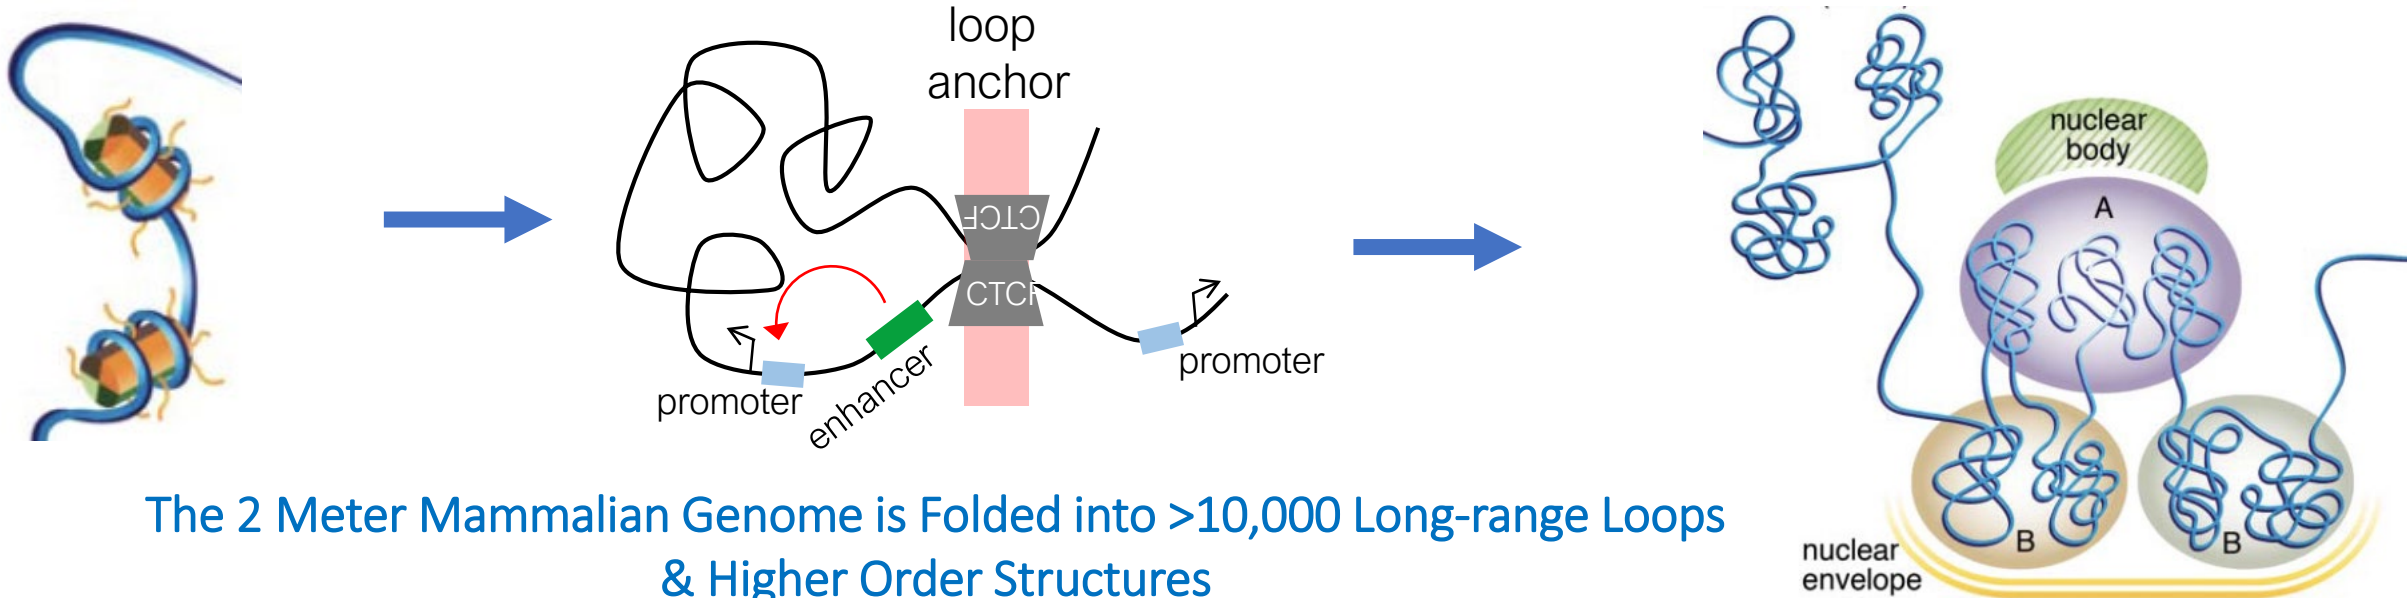 loop
anchor
CTCF
CTCF
promoter
enhancer
promoter
nuclear
body
A
B
B
nuclear
envelope
The 2 Meter Mammalian Genome is Folded into >10,000 Long-range Loops
& Higher Order Structures